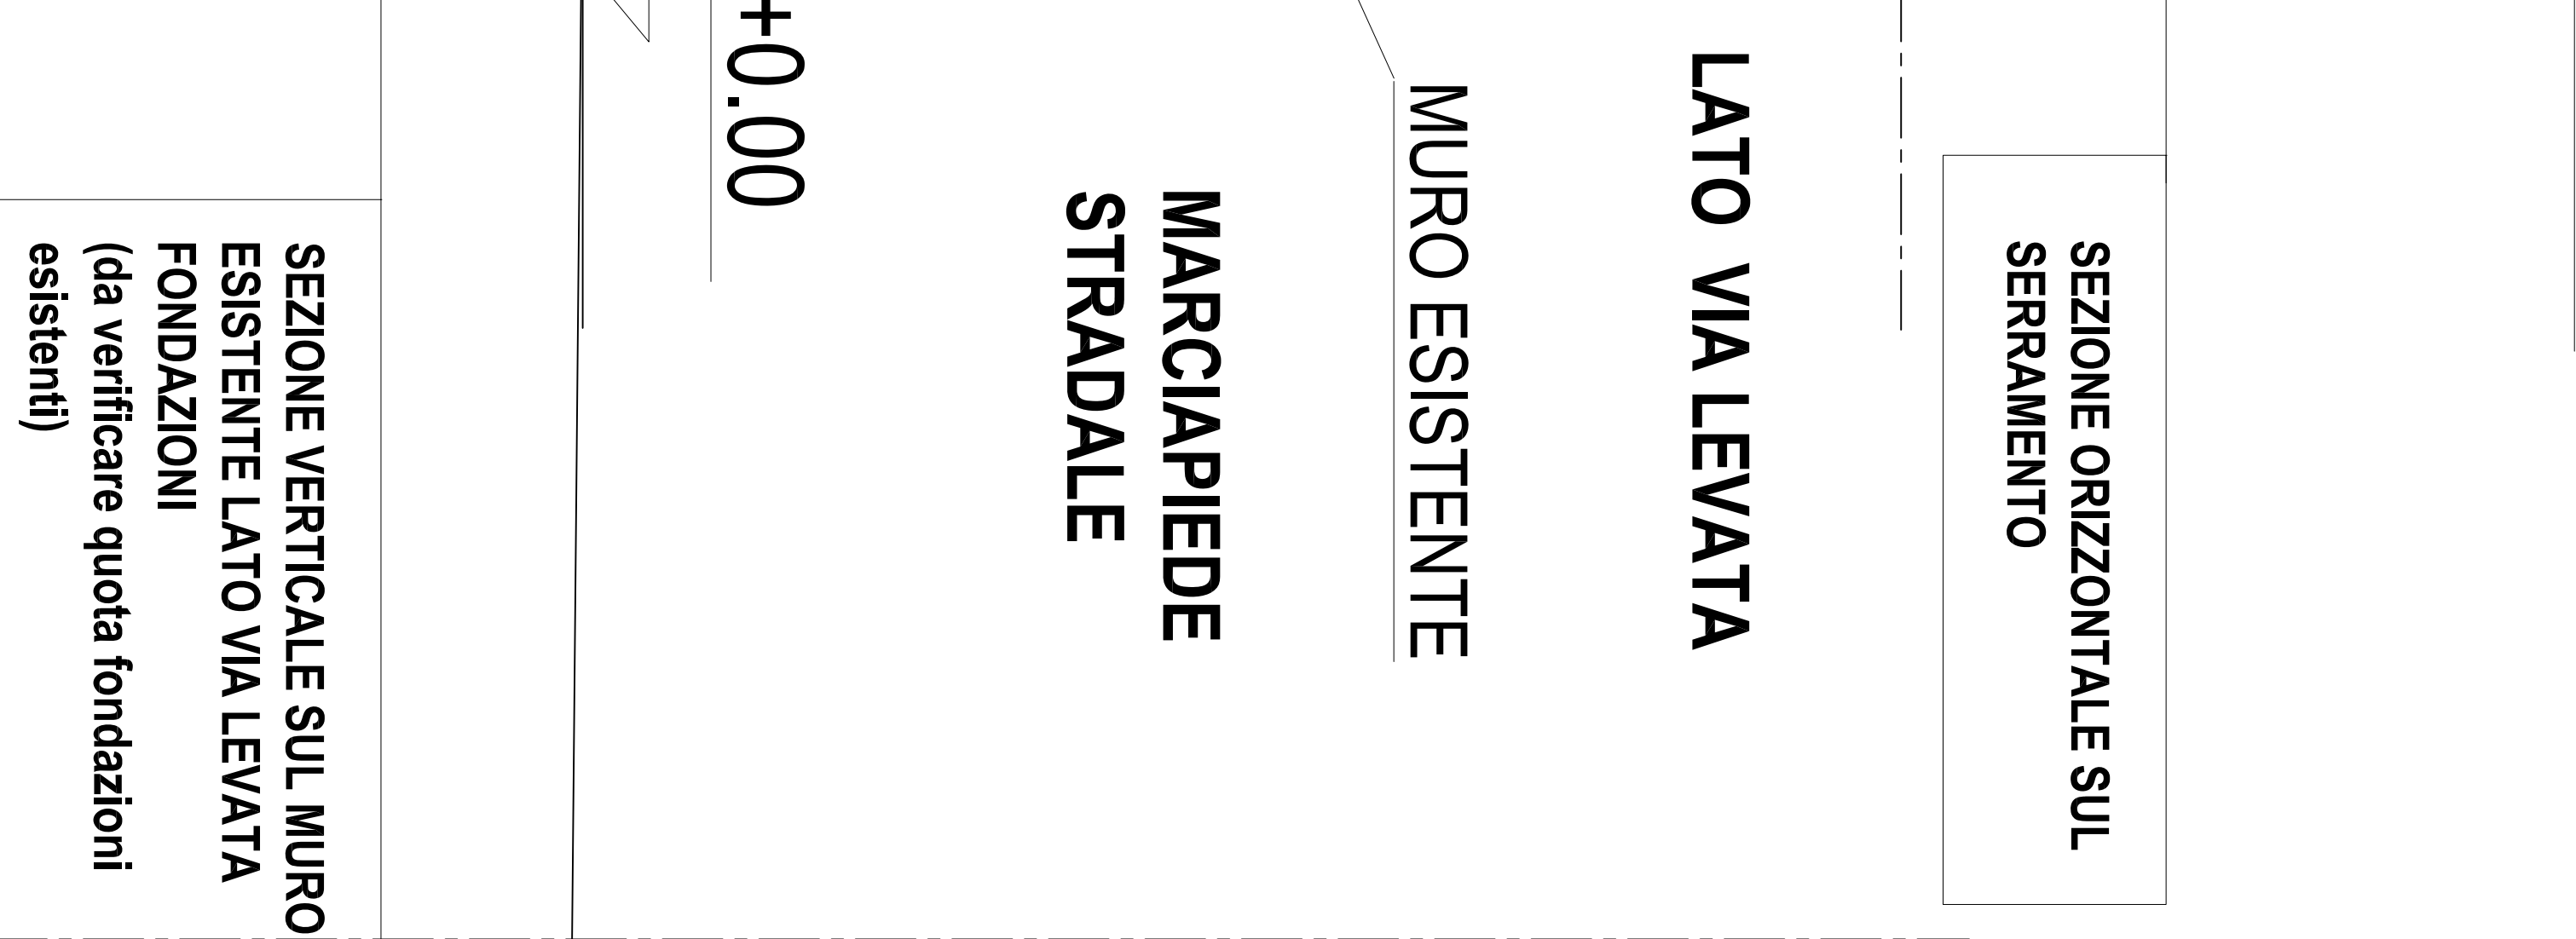 SEZIONE ORIZZONTALE SUL
SERRAMENTO
LATO VIA LEVATA
MURO ESISTENTE
MARCIAPIEDE
STRADALE
+0.00
SEZIONE VERTICALE SUL MURO
ESISTENTE LATO VIA LEVATA
FONDAZIONI
(da verificare quota fondazioni
esistenti)